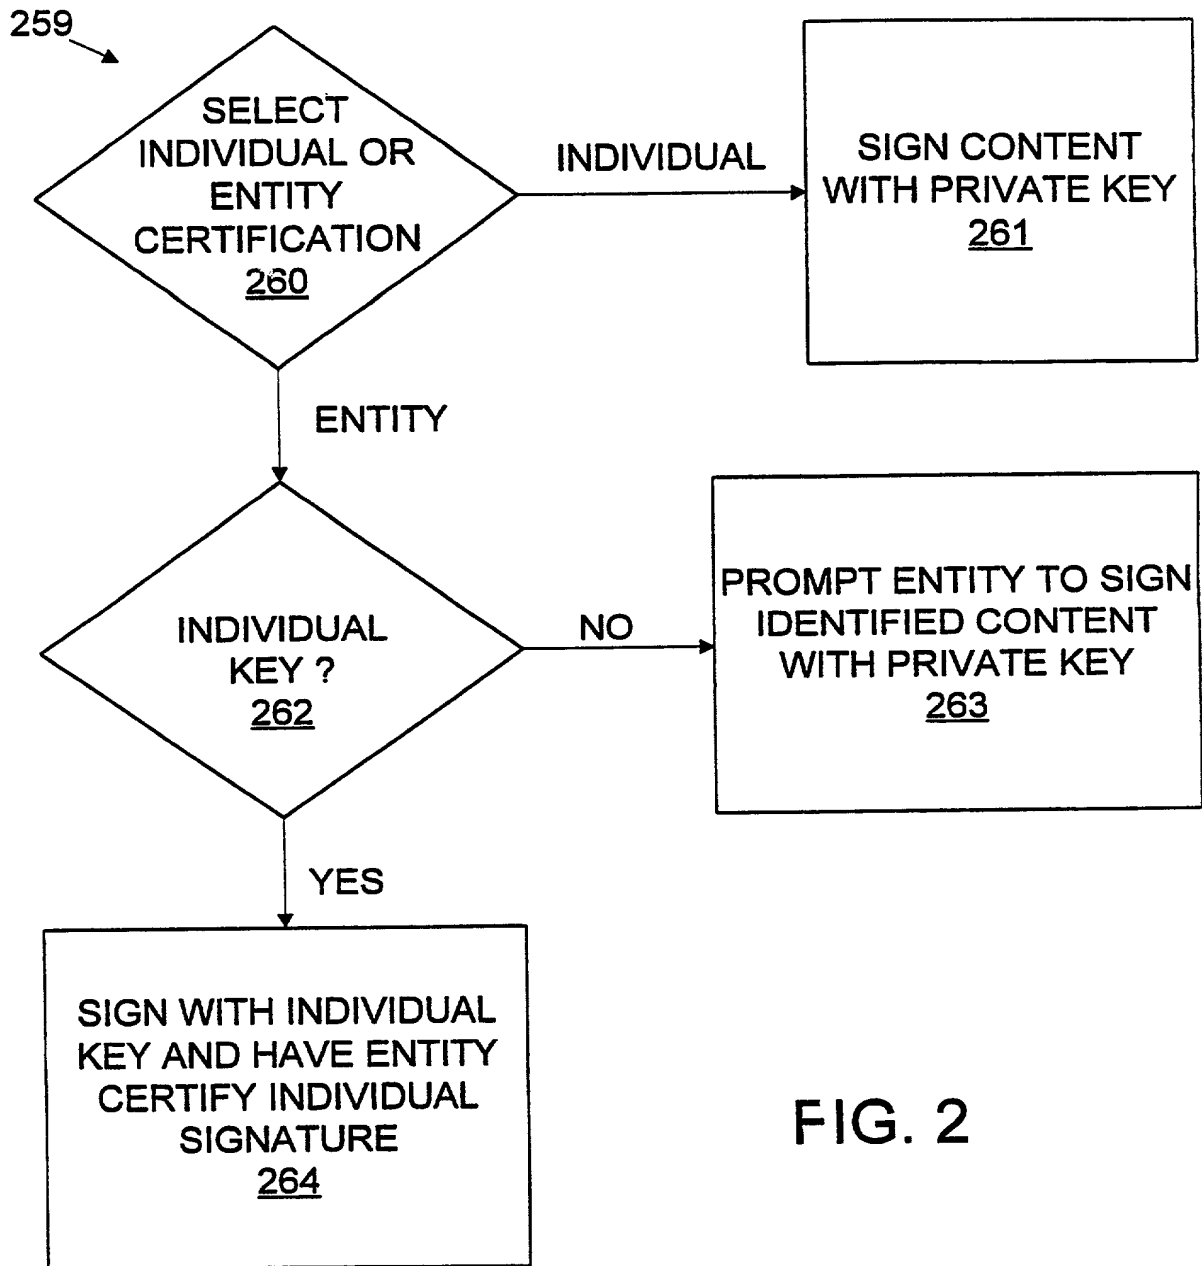 259
SELECT
INDIVIDUAL OR
ENTITY
CERTIFICATION
260
INDIVIDUAL
SIGN CONTENT
WITH PRIVATE KEY
261
ENTITY
INDIVIDUAL
KEY ?
262
NO
PROMPT ENTITY TO SIGN
IDENTIFIED CONTENT
WITH PRIVATE KEY
263
YES
SIGN WITH INDIVIDUAL
KEY AND HAVE ENTITY
CERTIFY INDIVIDUAL
SIGNATURE
264
FIG. 2